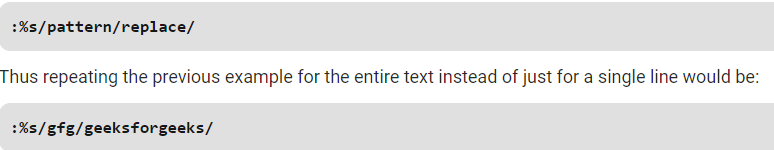 :%s/pattern/replace/
Thus repeating the previous example for the entire text instead of just for a single line would be:
:%s/gfg/geeksforgeeks/